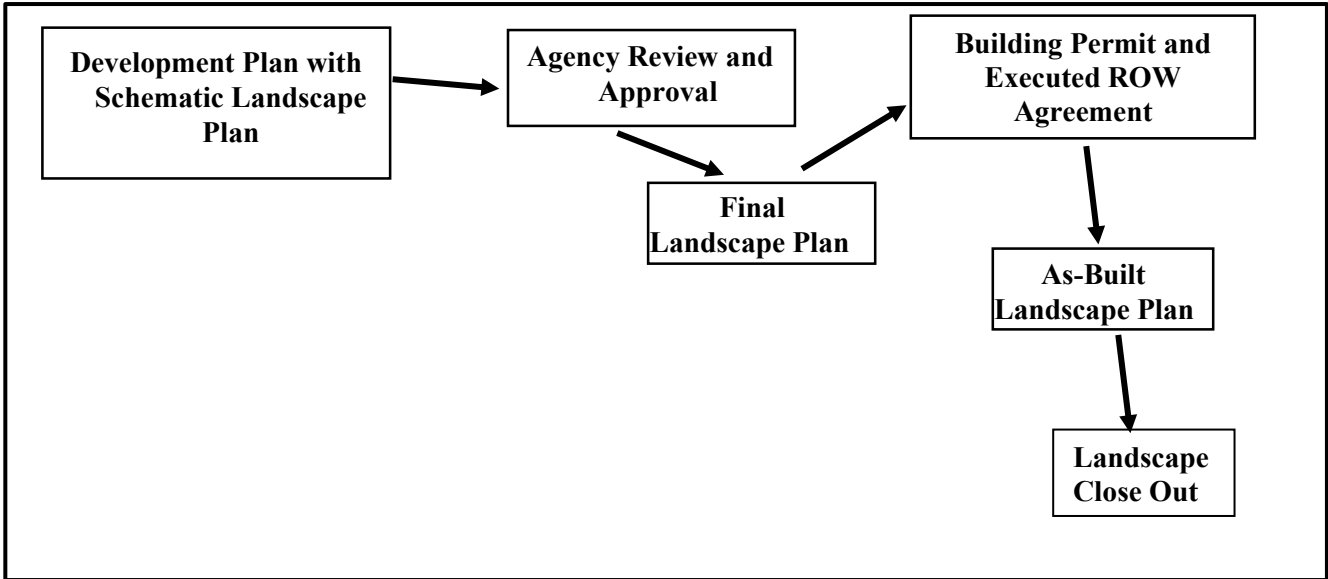 Development Plan with
Schematic Landscape
Plan
Agency Review and
Approval
Final
Landscape Plan
Building Permit and
Executed ROW
Agreement
As-Built
Landscape Plan
Landscape
Close Out